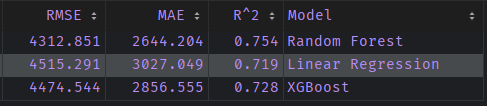 RMSE MAE R^2 Model
4312.851 2644.204 0.754 Random Forest
4515.291 3027.049 0.719 Linear Regression
4474.544 2856.555 0.728 XGBoost